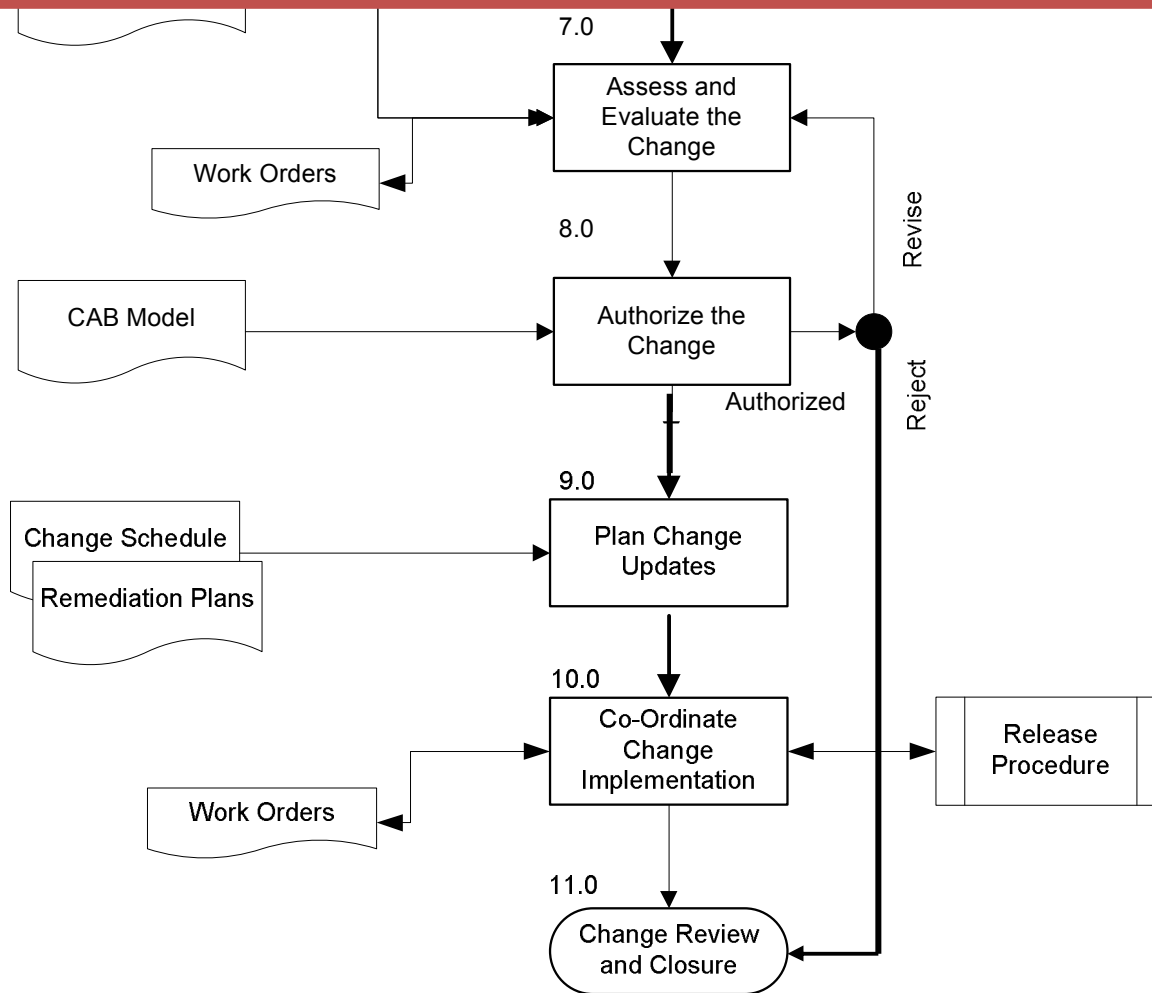 7.0
Assess and
Evaluate the
Change
Work Orders
Revise
8.0
CAB Model
Authorize the
Change
Reject
Authorized
9.0
Change Schedule
Plan Change
Updates
Remediation Plans
10.0
Co-Ordinate
Change
Implementation
Release
Procedure
Work Orders
11.0
Change Review
and Closure